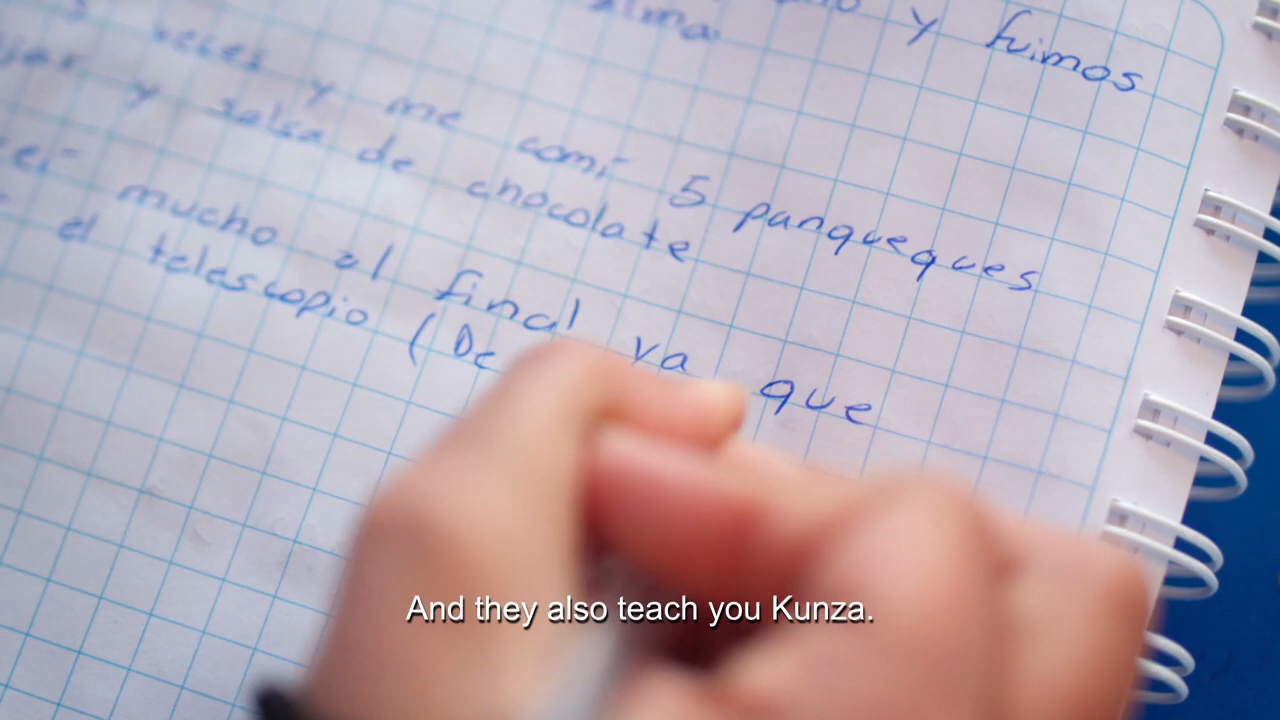 y fuimos
veces y me comí 5 panqueques
y salsa de chocolate
mucho al final ya que
el telescopio (De
And they also teach you Kunza.